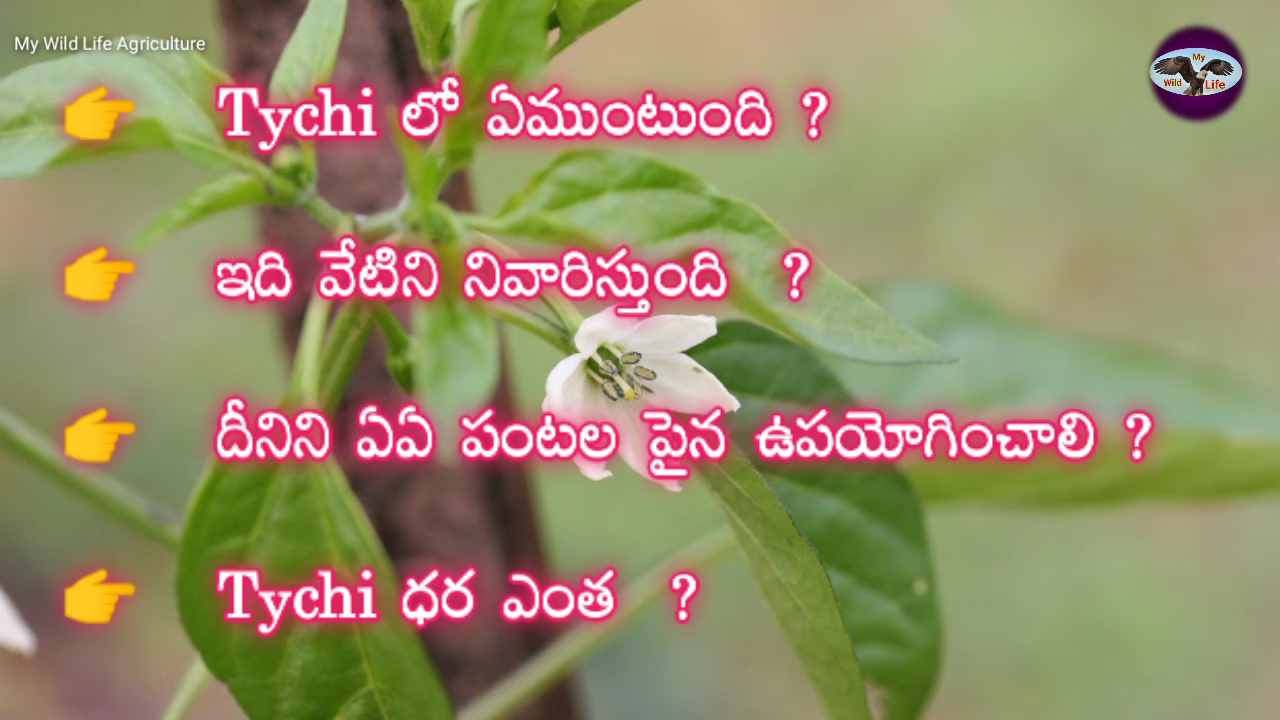 My Wild Life Agriculture
My
Wild Life
👉 Tychi లో ఏముంటుంది ?
👉 ఇది వేటిని నివారిస్తుంది ?
👉 దీనిని ఏఏ పంటల పైన ఉపయోగించాలి ?
👉 Tychi ధర ఎంత ?